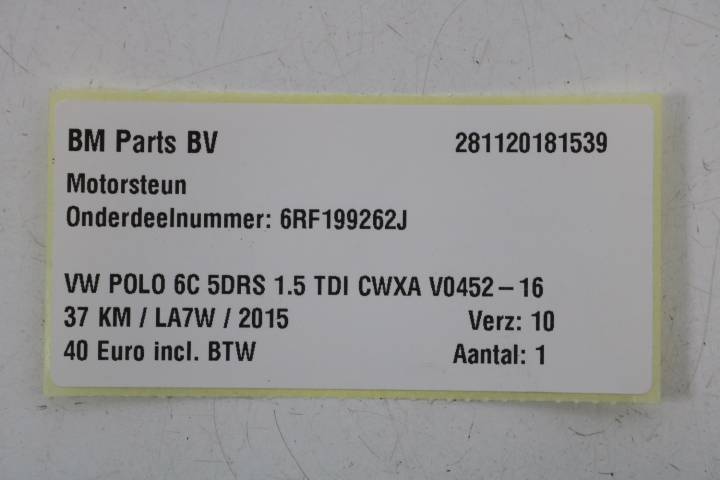 BM Parts BV 281120181539
Motorsteun
Onderdeelnummer: 6RF199262J
VW POLO 6C 5DRS 1.5 TDI CWXA V0452-16
37 KM / LA7W / 2015 Verz: 10
40 Euro incl. BTW Aantal: 1